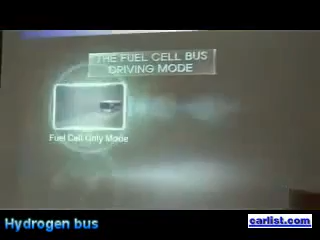 THE FUEL CELL BUS
DRIVING MODE
Fuel Cell Only Mode
Hydrogen bus
carlist.com